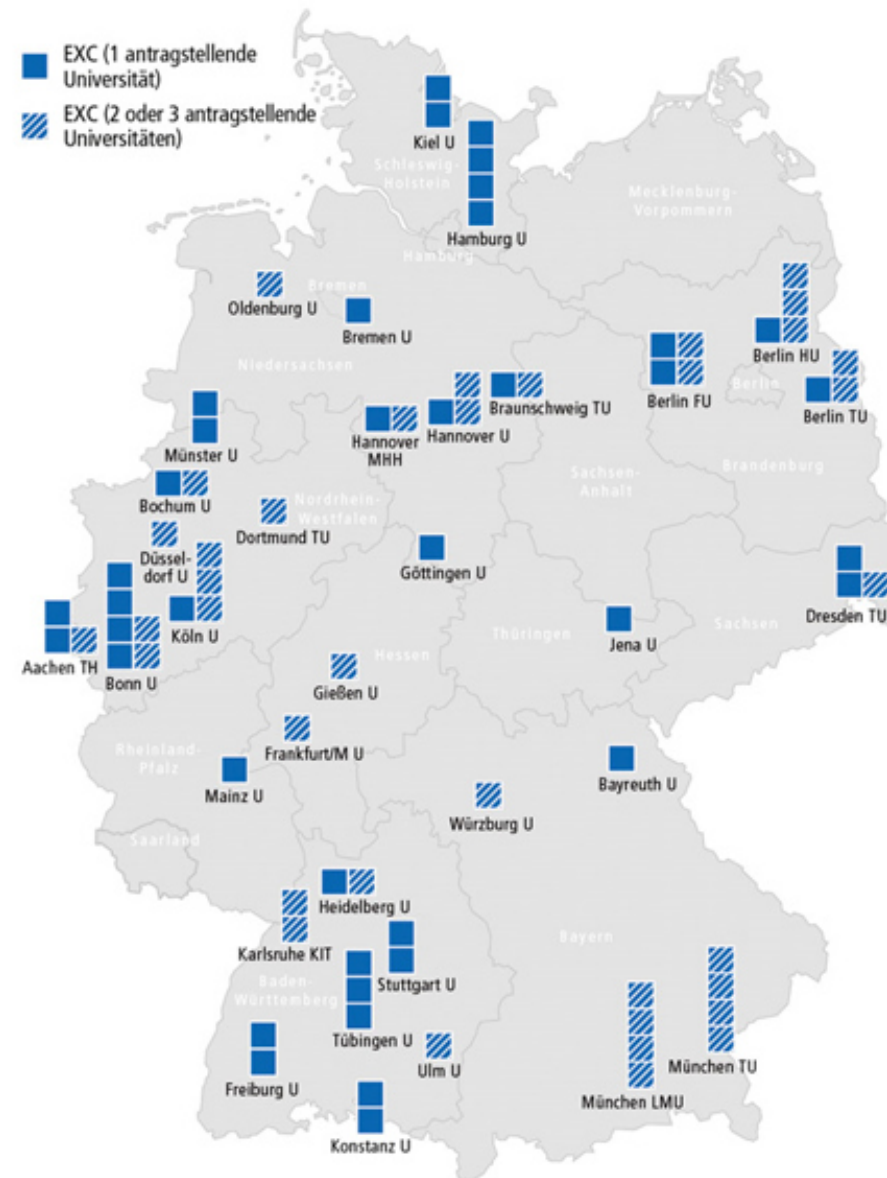 EXC (1 antragstellende
Universität)
EXC (2 oder 3 antragstellende
Universitäten)
Kiel U
Schleswig-
Holstein
Mecklenburg-
Vorpommern
Hamburg U
Hamburg
Bremen
Oldenburg U
Bremen U
Niedersachsen
Berlin HU
Berlin
Berlin FU
Berlin TU
Braunschweig TU
Hannover U
Hannover
MHH
Münster U
Brandenburg
Sachsen-
Anhalt
Bochum U
Nordrhein-
Westfalen
Dortmund TU
Düssel-
dorf U
Göttingen U
Köln U
Aachen TH
Bonn U
Dresden TU
Sachsen
Thüringen
Jena U
Hessen
Gießen U
Frankfurt/M U
Rheinland-
Pfalz
Mainz U
Bayreuth U
Würzburg U
Saarland
Heidelberg U
Karlsruhe KIT
Bayern
Stuttgart U
Baden-
Württemberg
Tübingen U
Ulm U
München TU
Freiburg U
München LMU
Konstanz U